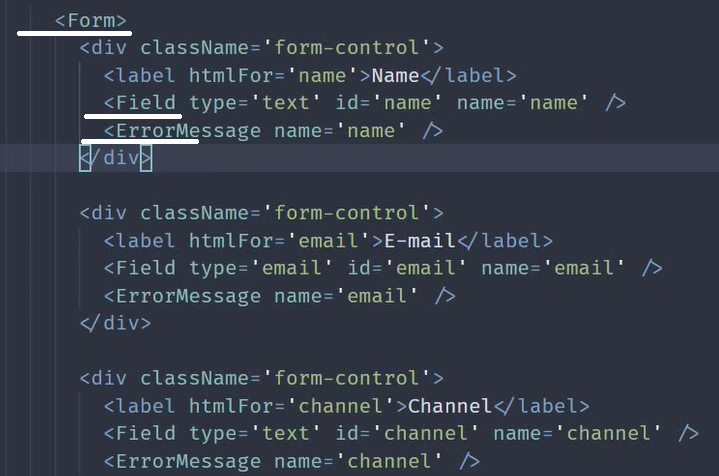 <Form>
<div className='form-control'>
<label htmlFor='name'>Name</label>
<Field type='text' id='name' name='name' />
<ErrorMessage name='name' />
</div>
<div className='form-control'>
<label htmlFor='email'>E-mail</label>
<Field type='email' id='email' name='email' />
<ErrorMessage name='email' />
</div>
<div className='form-control'>
<label htmlFor='channel'>Channel</label>
<Field type='text' id='channel' name='channel' />
<ErrorMessage name='channel' />